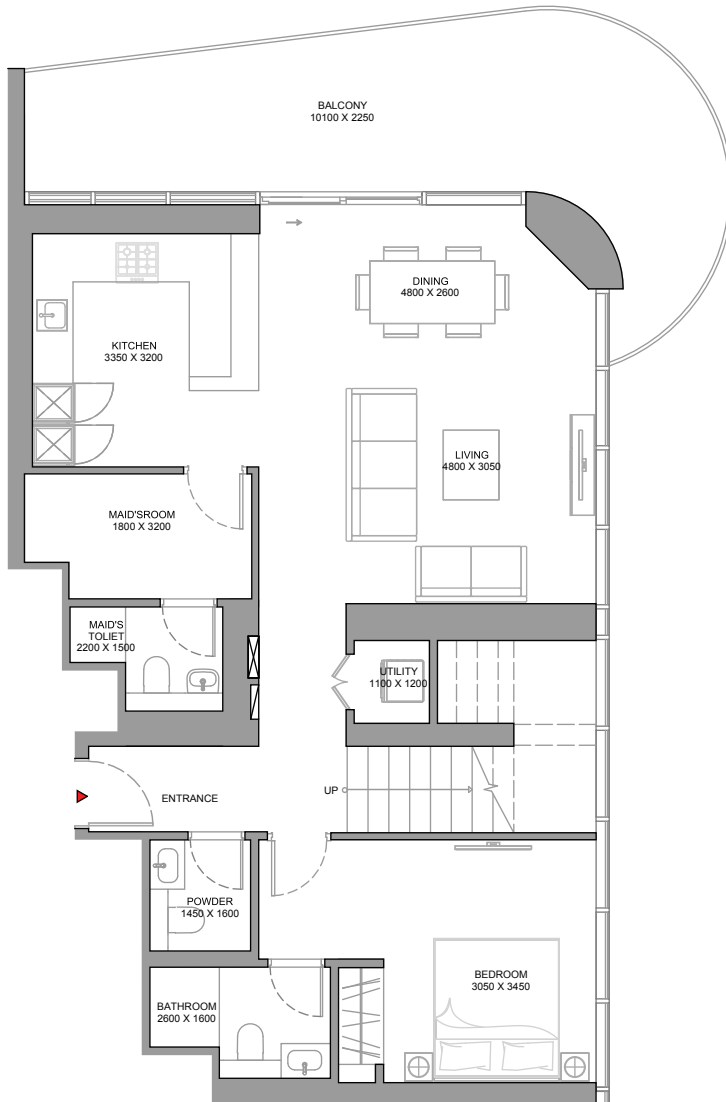 BALCONY
10100 X 2250
DINING
4800 X 2600
KITCHEN
3350 X 3200
LIVING
4800 X 3050
MAID'SROOM
1800 X 3200
MAID'S
TOLIET
2200 X 1500
UTILITY
1100 X 1200
UP
ENTRANCE
POWDER
1450 X 1600
BEDROOM
3050 X 3450
BATHROOM
2600 X 1600